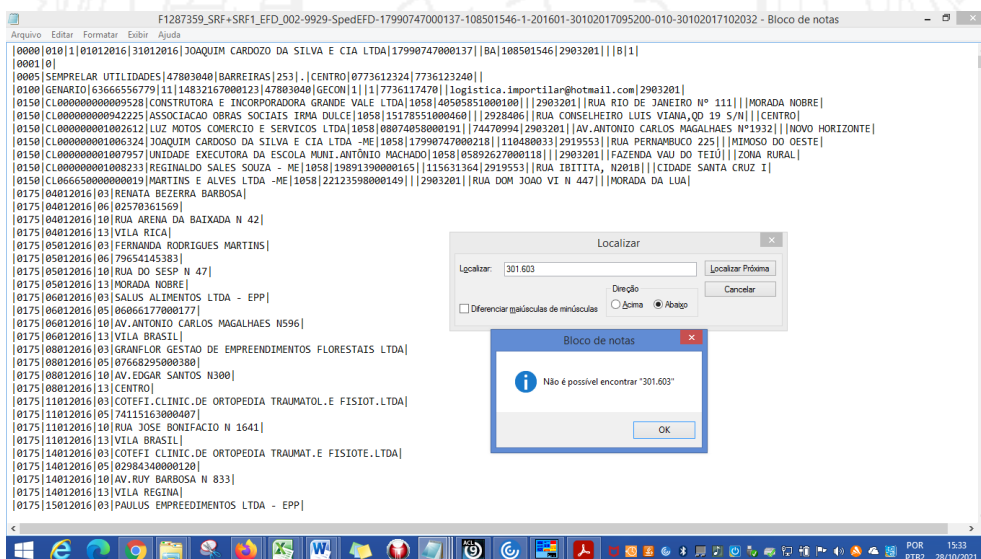 F1287359_SRF+SRF1_EFD_002-9929-SpedEFD-17990747000137-108501546-1-201601-30102017095200-010-30102017102032 - Bloco de notas
Arquivo Editar Formatar Exibir Ajuda
|0000|010|1|01012016|31012016|JOAQUIM CARDOZO DA SILVA E CIA LTDA|17990747000137||BA|108501546|2903201|||B|1|
|0001|0|
|0005|SEMPRELAR UTILIDADES|47803040|BARREIRAS|253|.|CENTRO|0773612324|7736123240||
|0100|GENARIO|63666556779|11|14832167000123|47803040|GECON|1||1|7736117470||logistica.importilar@hotmail.com|2903201|
|0150|CL000000000009528|CONSTRUTORA E INCORPORADORA GRANDE VALE LTDA|1058|40505851000100|||2903201||RUA RIO DE JANEIRO Nº 111|||MORADA NOBRE|
|0150|CL000000000942225|ASSOCIACAO OBRAS SOCIAIS IRMA DULCE|1058|15178551000460|||2928406||RUA CONSELHEIRO LUIS VIANA,QD 19 S/N|||CENTRO|
|0150|CL000000001002612|LUZ MOTOS COMERCIO E SERVICOS LTDA|1058|08074058000191||74470994|2903201||AV.ANTONIO CARLOS MAGALHAES Nº1932|||NOVO HORIZONTE|
|0150|CL000000001006324|JOAQUIM CARDOSO DA SILVA E CIA LTDA -ME|1058|17990747000218||110480033|2919553||RUA PERNAMBUCO 225|||MIMOSO DO OESTE|
|0150|CL000000001007957|UNIDADE EXECUTORA DA ESCOLA MUNI.ANTÔNIO MACHADO|1058|05892627000118|||2903201||FAZENDA VAU DO TEIÚ|||ZONA RURAL|
|0150|CL000000001008233|REGINALDO SALES SOUZA - ME|1058|19891390000165||115631364|2919553||RUA IBITITA, N201B|||CIDADE SANTA CRUZ I|
|0150|CL066650000000019|MARTINS E ALVES LTDA -ME|1058|22123598000149|||2903201||RUA DOM JOAO VI N 447|||MORADA DA LUA|
|0175|04012016|03|RENATA BEZERRA BARBOSA|
|0175|04012016|06|02570361569|
|0175|04012016|10|RUA ARENA DA BAIXADA N 42|
|0175|04012016|13|VILA RICA|
|0175|05012016|03|FERNANDA RODRIGUES MARTINS|
|0175|05012016|06|79654145383|
|0175|05012016|10|RUA DO SESP N 47|
|0175|05012016|13|MORADA NOBRE|
|0175|06012016|03|SALUS ALIMENTOS LTDA - EPP|
|0175|06012016|05|06066177000177|
|0175|06012016|10|AV.ANTONIO CARLOS MAGALHAES N596|
|0175|06012016|13|VILA BRASIL|
|0175|08012016|03|GRANFLOR GESTAO DE EMPREENDIMENTOS FLORESTAIS LTDA|
|0175|08012016|05|07668295000380|
|0175|08012016|10|AV.EDGAR SANTOS N300|
|0175|08012016|13|CENTRO|
|0175|11012016|03|COTEFI.CLINIC.DE ORTOPEDIA TRAUMATOL.E FISIOT.LTDA|
|0175|11012016|05|74115163000407|
|0175|11012016|10|RUA JOSE BONIFACIO N 1641|
|0175|11012016|13|VILA BRASIL|
|0175|14012016|03|COTEFI CLINIC.DE ORTOPEDIA TRAUMAT.E FISIOTE.LTDA|
|0175|14012016|05|02984340000120|
|0175|14012016|10|AV.RUY BARBOSA N 833|
|0175|14012016|13|VILA REGINA|
|0175|15012016|03|PAULUS EMPREEDIMENTOS LTDA - EPP|
Localizar
Localizar: 301.603
Localizar Próxima
Direção
Cancelar
Diferenciar maiúsculas de minúsculas
Acima Abaixo
Bloco de notas
Não é possível encontrar "301.603"
OK
ACL 9
POR 15:33
PTB2 28/10/2021